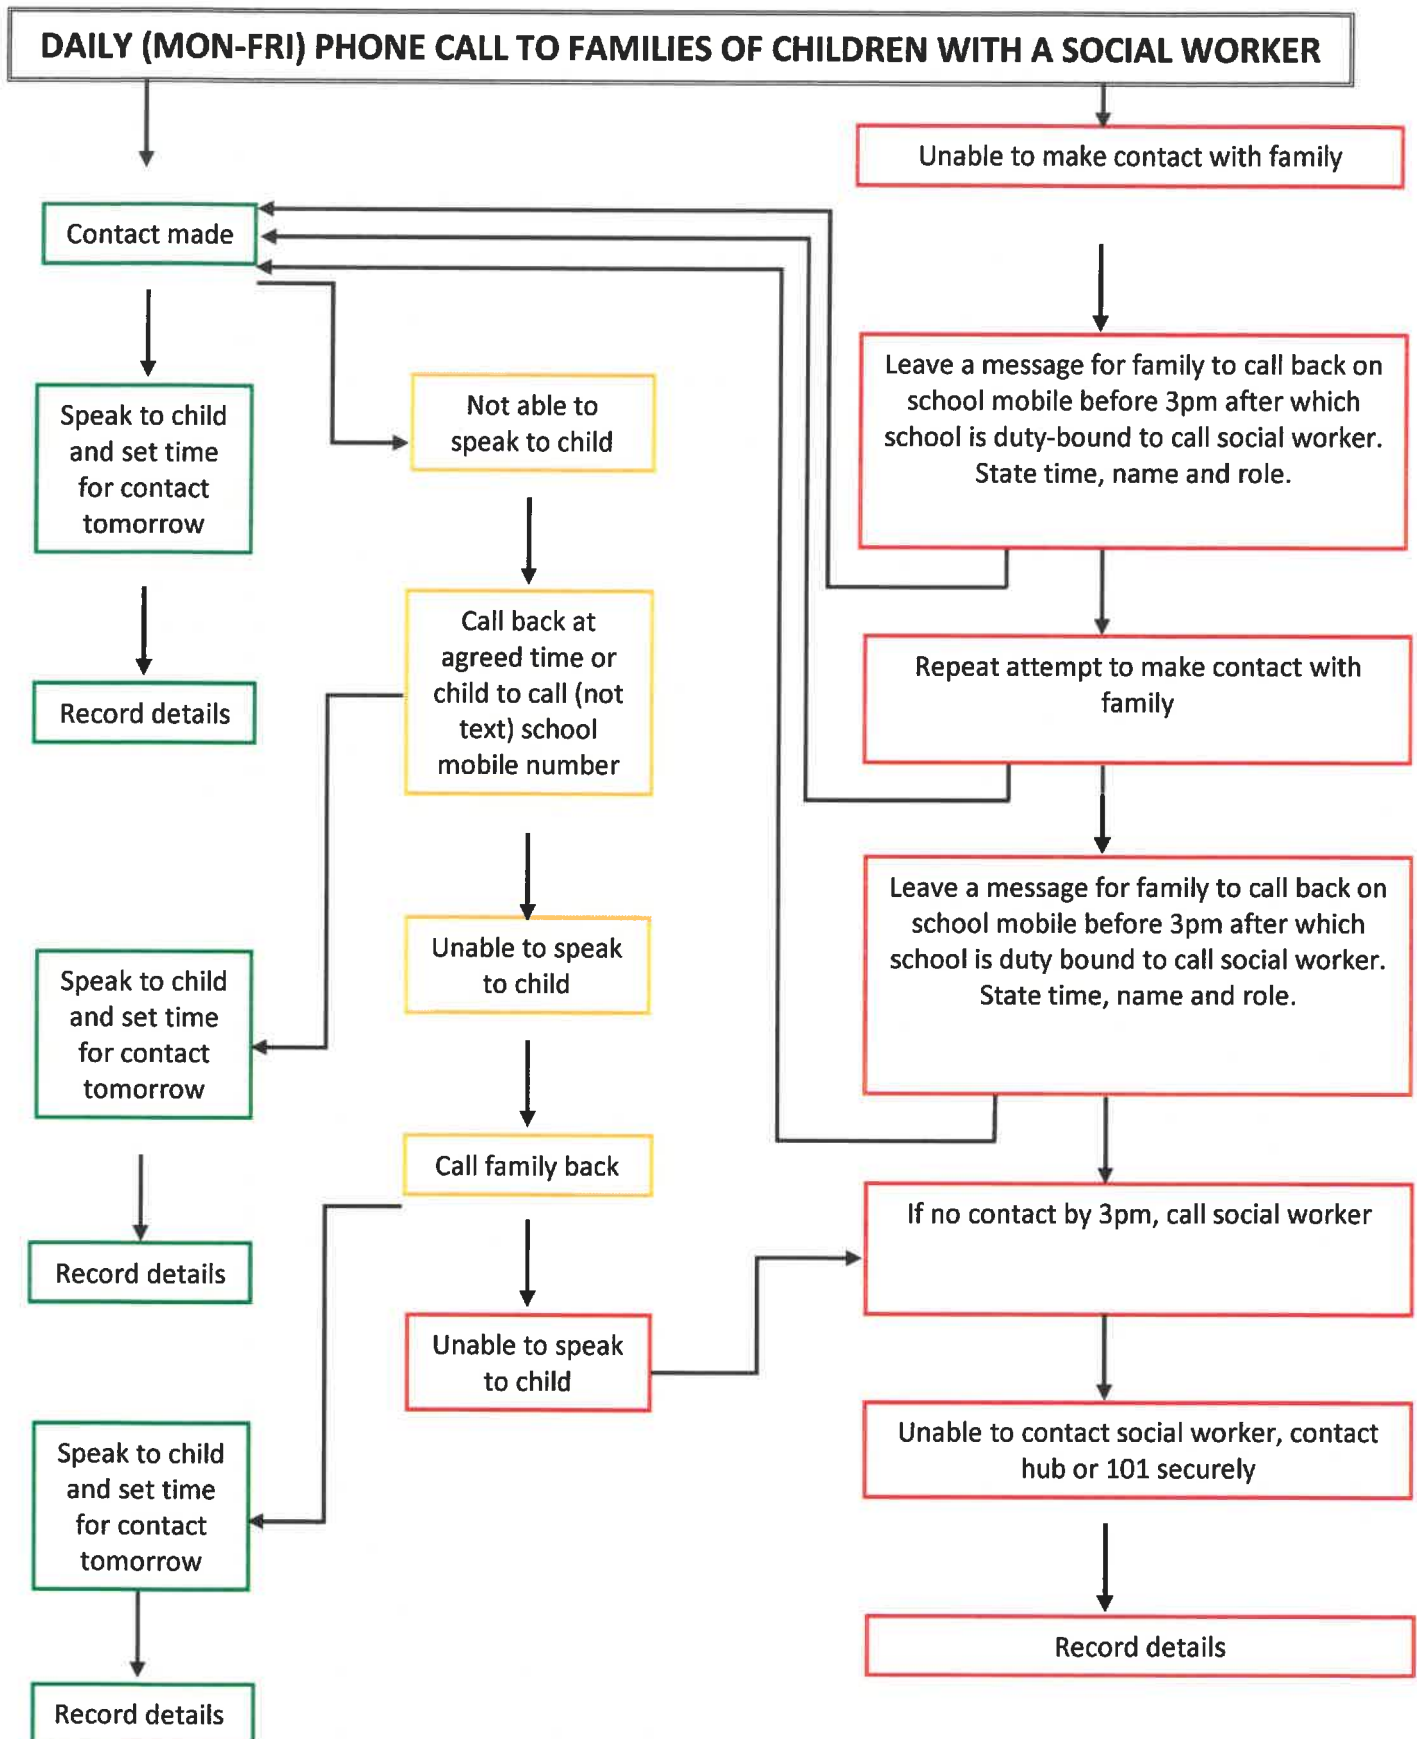 DAILY (MON-FRI) PHONE CALL TO FAMILIES OF CHILDREN WITH A SOCIAL WORKER
Unable to make contact with family
Contact made
Leave a message for family to call back on
school mobile before 3pm after which
school is duty-bound to call social worker.
State time, name and role.
Speak to child
and set time
for contact
tomorrow
Not able to
speak to child
Record details
Call back at
agreed time or
child to call (not
text) school
mobile number
Repeat attempt to make contact with
family
Leave a message for family to call back on
school mobile before 3pm after which
school is duty bound to call social worker.
State time, name and role.
Unable to speak
to child
Speak to child
and set time
for contact
tomorrow
Call family back
If no contact by 3pm, call social worker
Record details
Unable to speak
to child
Unable to contact social worker, contact
hub or 101 securely
Speak to child
and set time
for contact
tomorrow
Record details
Record details